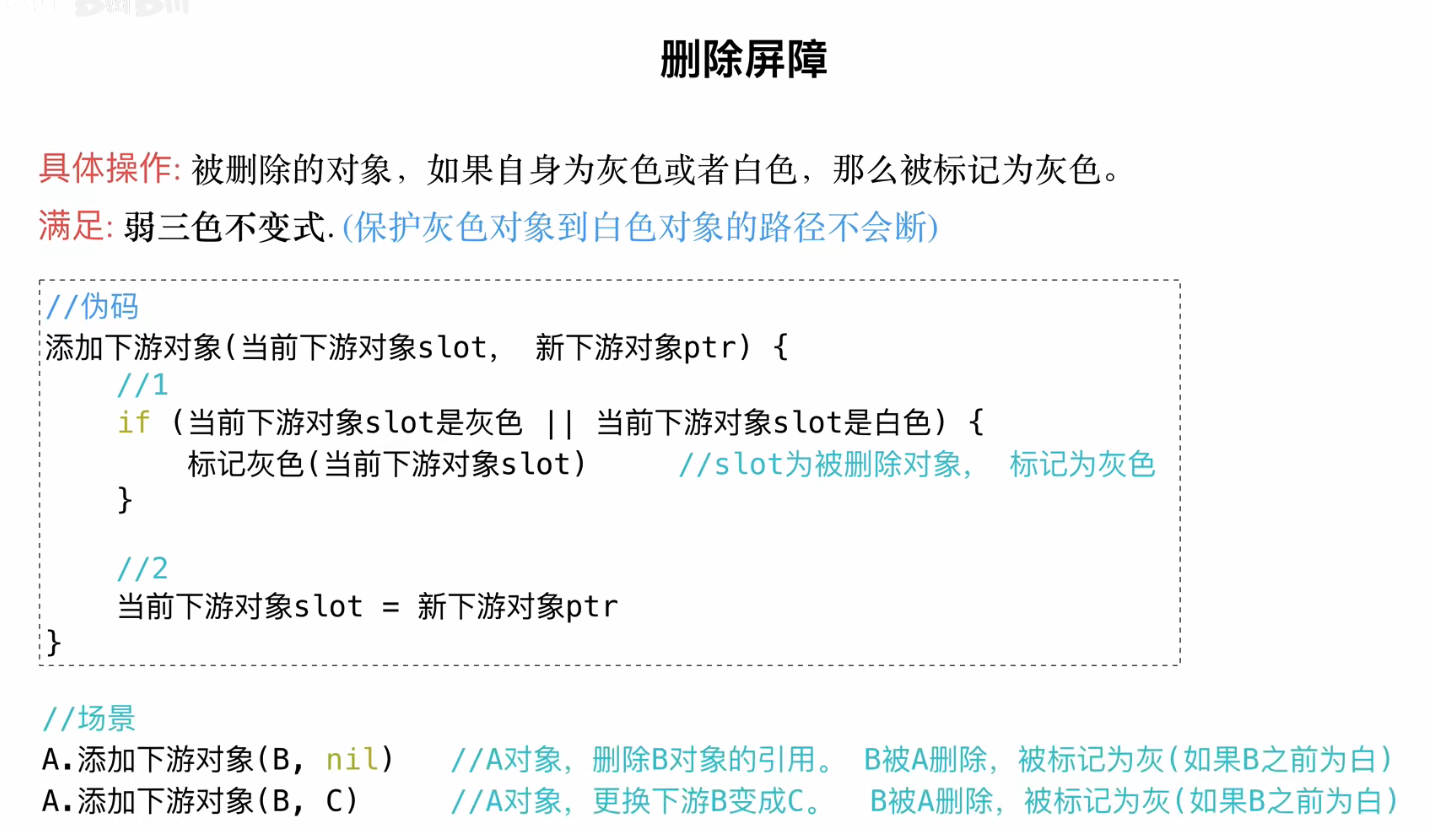 删除屏障
具体操作: 被删除的对象，如果自身为灰色或者白色，那么被标记为灰色。
满足: 弱三色不变式. (保护灰色对象到白色对象的路径不会断)
//伪码
添加下游对象(当前下游对象slot， 新下游对象ptr) {
//1
if (当前下游对象slot是灰色 || 当前下游对象slot是白色) {
标记灰色(当前下游对象slot) //slot为被删除对象， 标记为灰色
}
//2
当前下游对象slot = 新下游对象ptr
}
//场景
A.添加下游对象(B, nil) //A对象，删除B对象的引用。 B被A删除，被标记为灰(如果B之前为白)
A.添加下游对象(B, C) //A对象，更换下游B变成C。 B被A删除，被标记为灰(如果B之前为白)